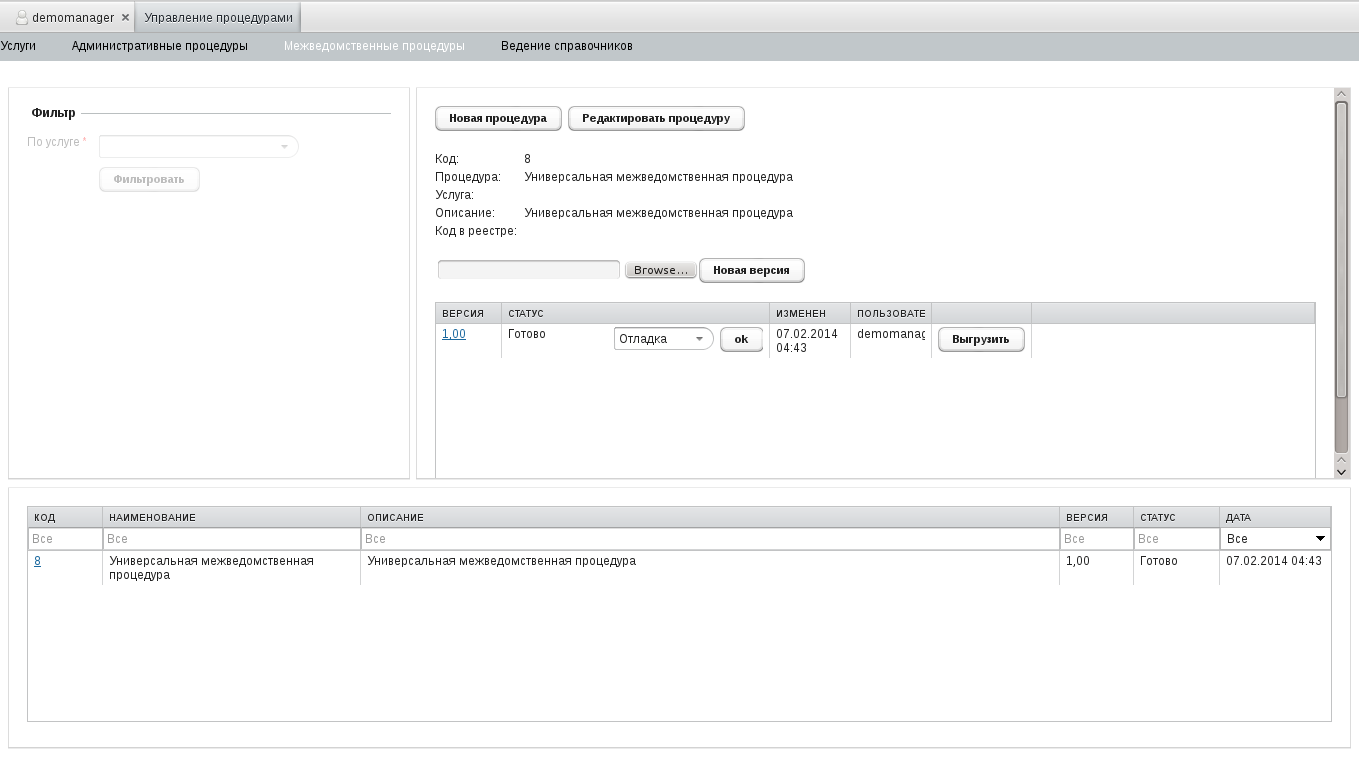 demomanager × Управление процедурами
Услуги Административные процедуры Межведомственные процедуры Ведение справочников
Фильтр
По услуге *
Фильтровать
Новая процедура Редактировать процедуру
Код: 8
Процедура: Универсальная межведомственная процедура
Услуга:
Описание: Универсальная межведомственная процедура
Код в реестре:
Browse... Новая версия
ВЕРСИЯ СТАТУС ИЗМЕНЕН ПОЛЬЗОВАТЕ
1,00 Готово Отладка ok 07.02.2014 demomanag Выгрузить
04:43
КОД НАИМЕНОВАНИЕ ОПИСАНИЕ ВЕРСИЯ СТАТУС ДАТА
Все Все Все Все Все Все
8 Универсальная межведомственная Универсальная межведомственная процедура 1,00 Готово 07.02.2014 04:43
процедура